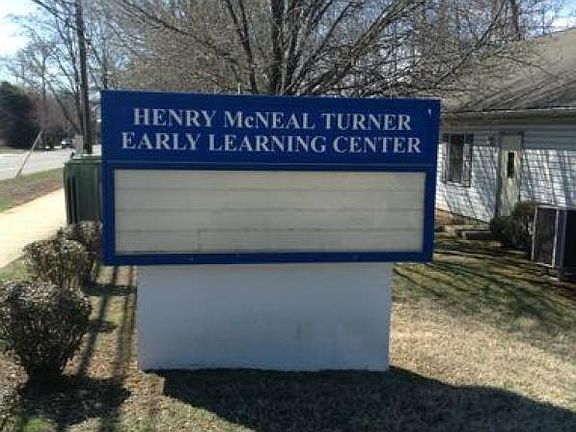 HENRY McNEAL TURNER
EARLY LEARNING CENTER